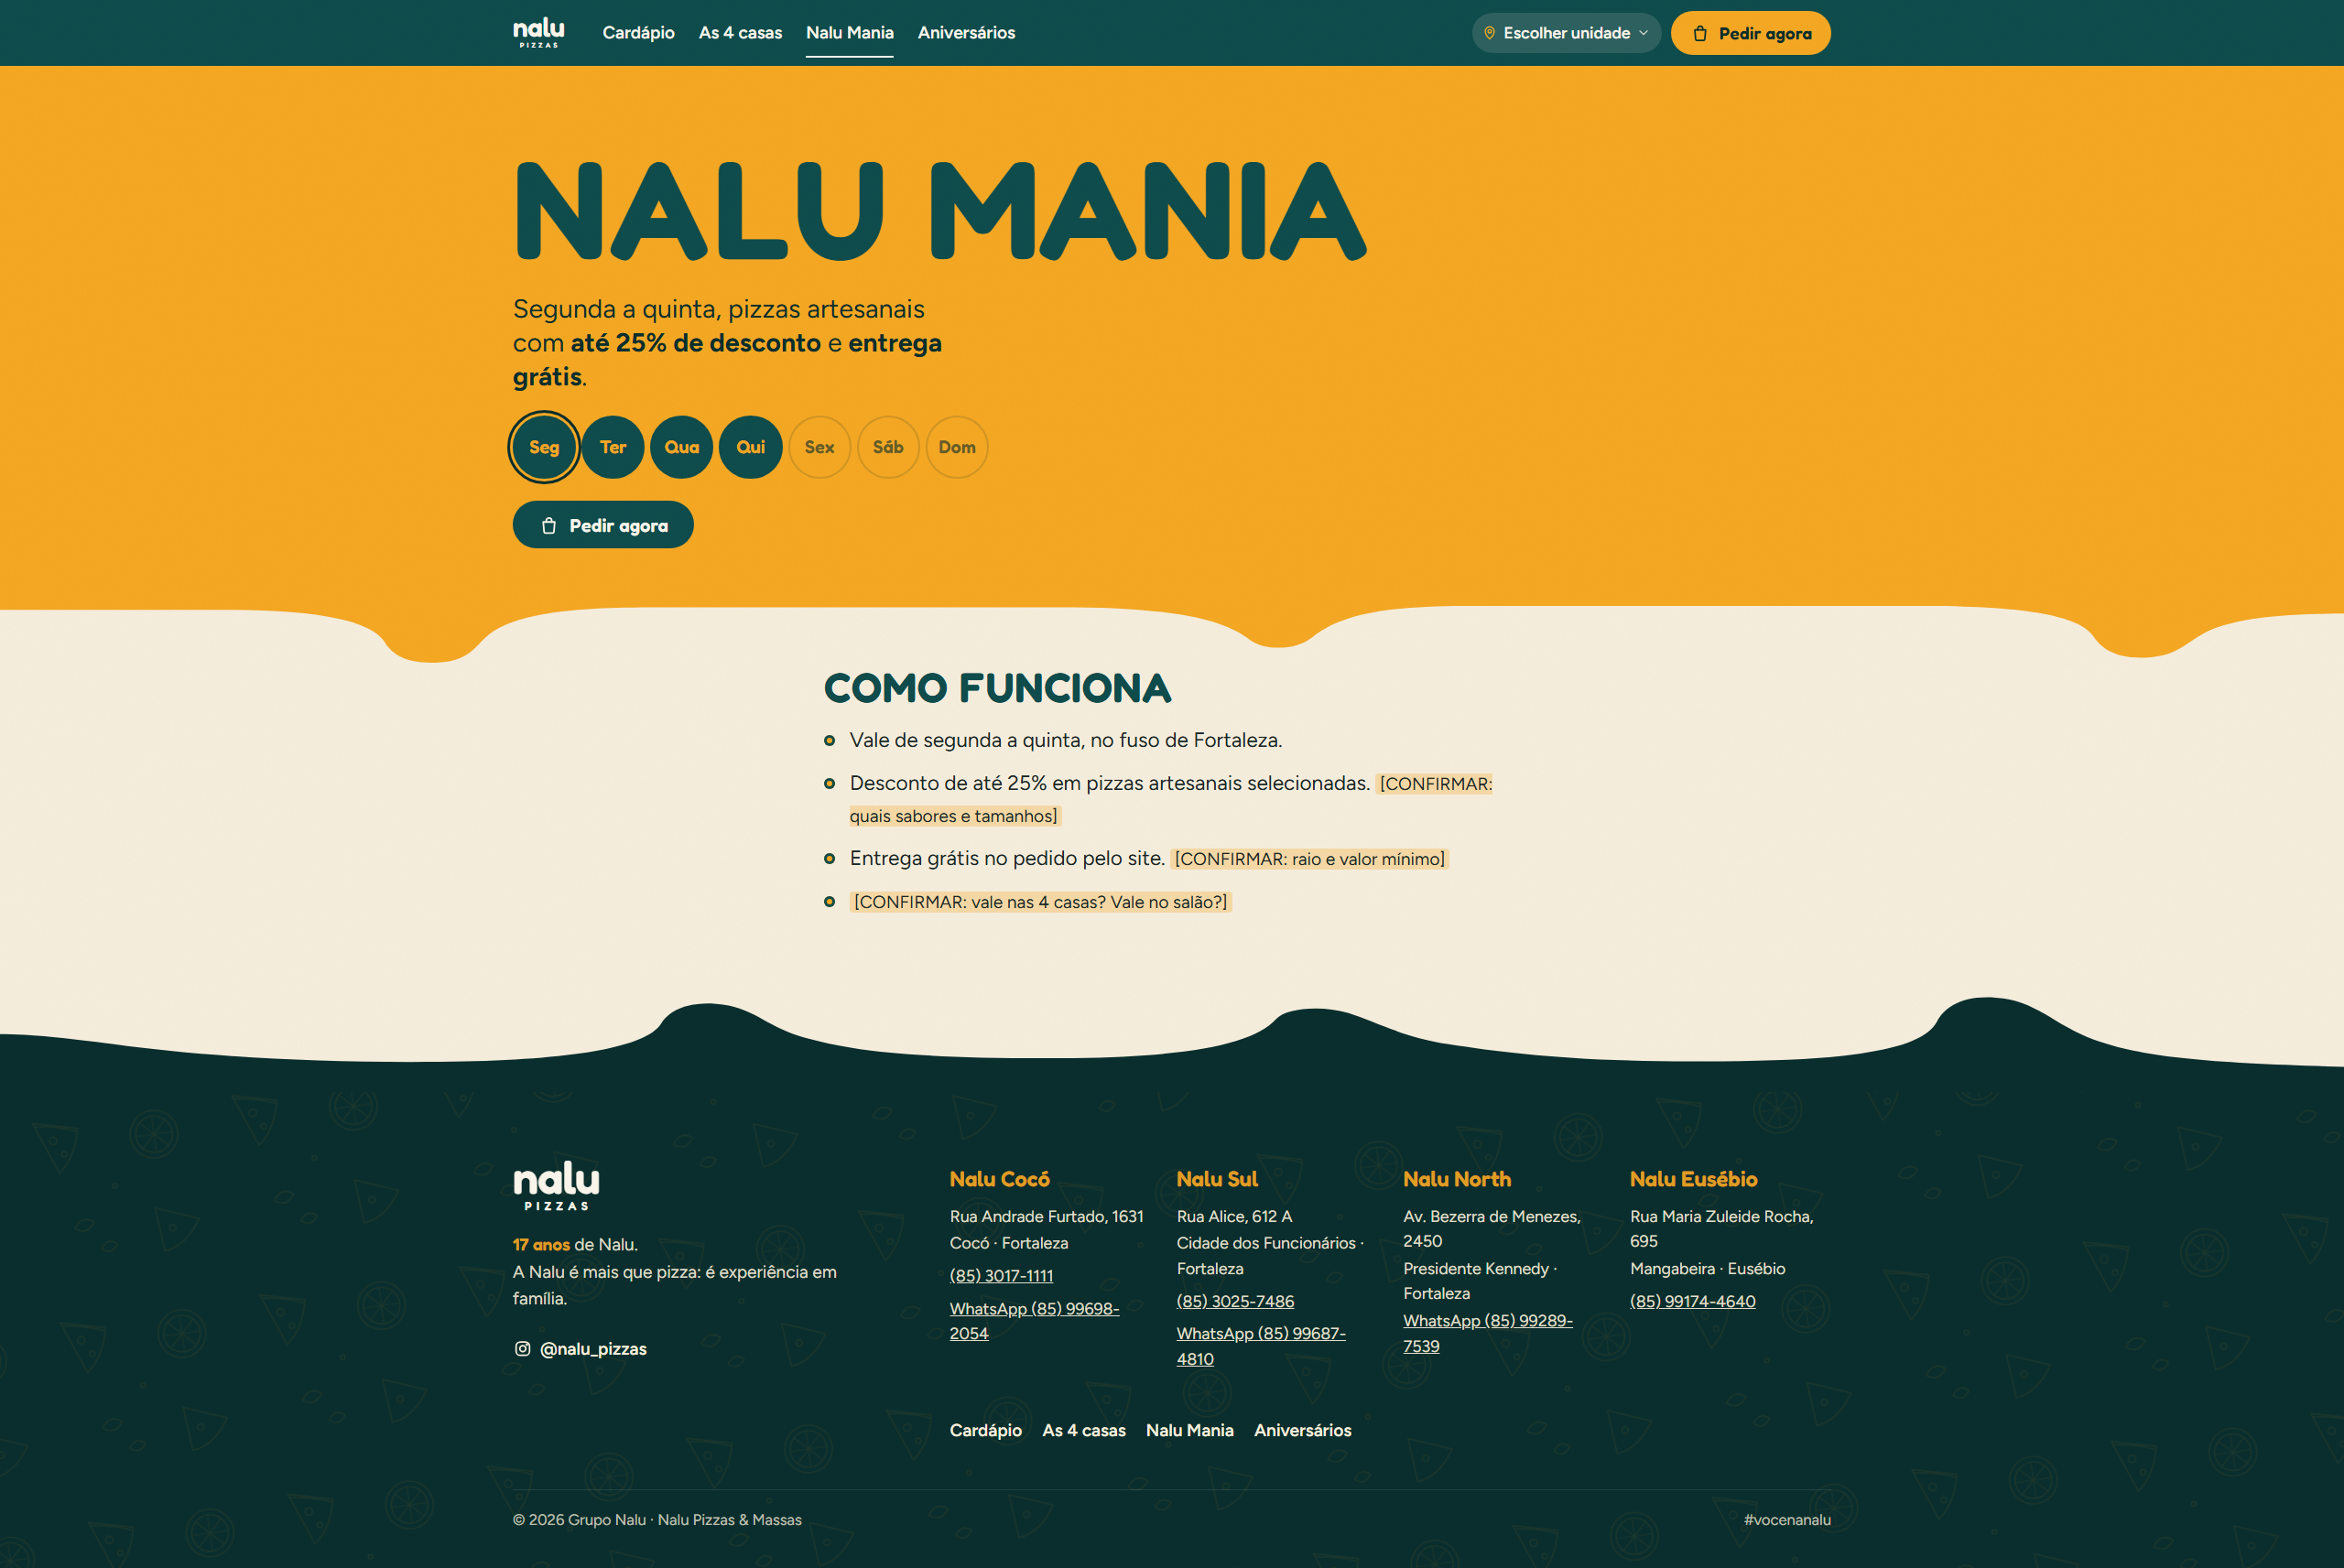 nalu
PIZZAS
Cardápio
As 4 casas
Nalu Mania
Aniversários
Escolher unidade
Pedir agora
NALU MANIA
Segunda a quinta, pizzas artesanais
com até 25% de desconto e entrega
grátis.
Seg
Ter
Qua
Qui
Sex
Sáb
Dom
Pedir agora
COMO FUNCIONA
Vale de segunda a quinta, no fuso de Fortaleza.
Desconto de até 25% em pizzas artesanais selecionadas. [CONFIRMAR:
quais sabores e tamanhos]
Entrega grátis no pedido pelo site. [CONFIRMAR: raio e valor mínimo]
[CONFIRMAR: vale nas 4 casas? Vale no salão?]
nalu
PIZZAS
17 anos de Nalu.
A Nalu é mais que pizza: é experiência em
família.
@nalu_pizzas
Nalu Cocó
Rua Andrade Furtado, 1631
Cocó · Fortaleza
(85) 3017-1111
WhatsApp (85) 99698-
2054
Nalu Sul
Rua Alice, 612 A
Cidade dos Funcionários ·
Fortaleza
(85) 3025-7486
WhatsApp (85) 99687-
4810
Nalu North
Av. Bezerra de Menezes,
2450
Presidente Kennedy ·
Fortaleza
WhatsApp (85) 99289-
7539
Nalu Eusébio
Rua Maria Zuleide Rocha,
695
Mangabeira · Eusébio
(85) 99174-4640
Cardápio
As 4 casas
Nalu Mania
Aniversários
© 2026 Grupo Nalu · Nalu Pizzas & Massas
#vocenanalu